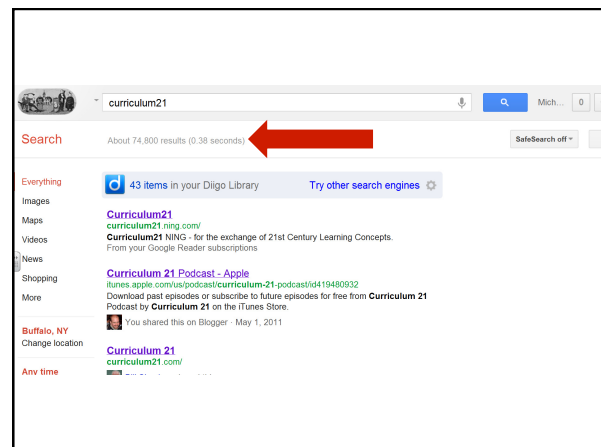 curriculum21
Mich...
0
Search
About 74,800 results (0.38 seconds)
SafeSearch off
Everything
Images
Maps
Videos
News
Shopping
More
Buffalo, NY
Change location
Any time
d
43 items in your Diigo Library
Try other search engines
Curriculum21
curriculum21.ning.com/
Curriculum21 NING - for the exchange of 21st Century Learning Concepts.
From your Google Reader subscriptions
Curriculum 21 Podcast - Apple
itunes.apple.com/us/podcast/curriculum-21-podcast/id419480932
Download past episodes or subscribe to future episodes for free from Curriculum 21
Podcast by Curriculum 21 on the iTunes Store.
You shared this on Blogger - May 1, 2011
Curriculum 21
curriculum21.com/